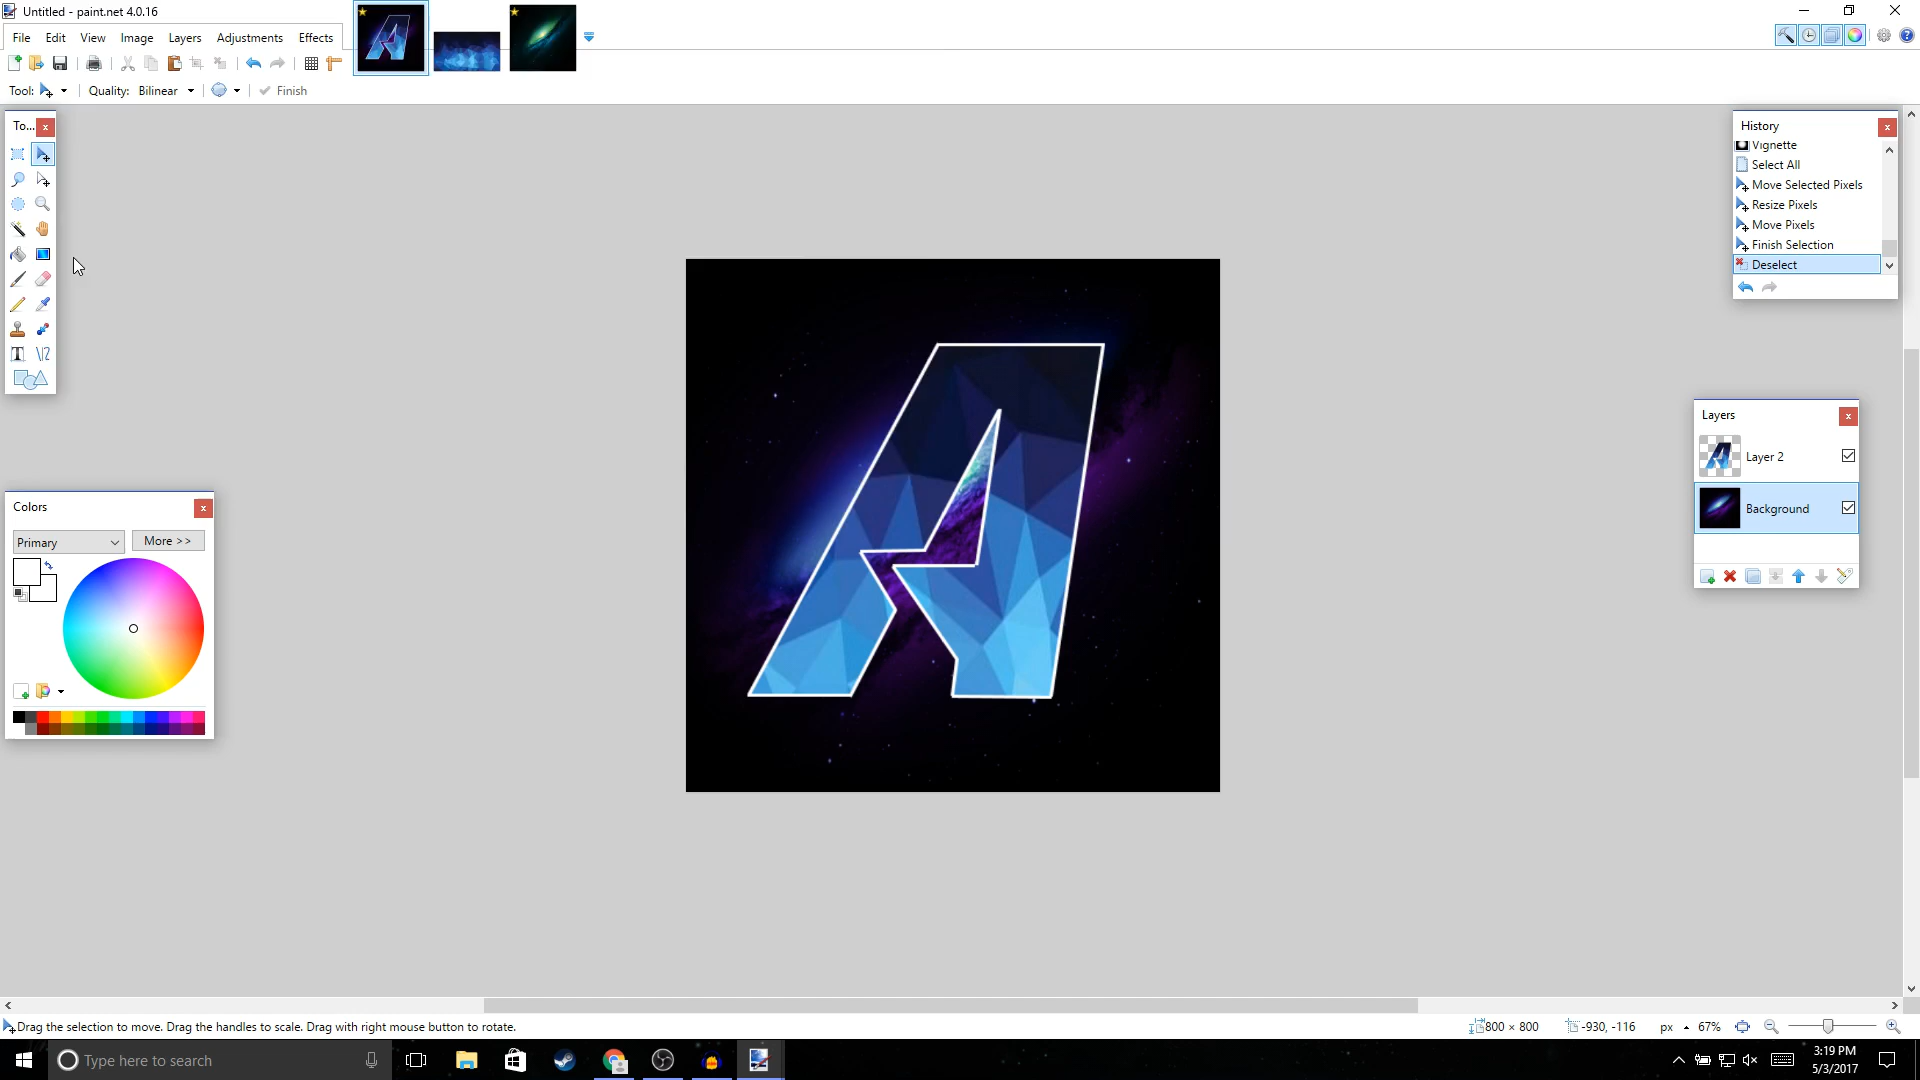 Untitled - paint.net 4.0.16
File Edit View Image Layers Adjustments Effects
Tool: Quality: Bilinear Finish
To...
History
Vignette
Select All
Move Selected Pixels
Resize Pixels
Move Pixels
Finish Selection
Deselect
Layers
Layer 2
Background
Colors
Primary
More >>
A
Drag the selection to move. Drag the handles to scale. Drag with right mouse button to rotate.
800 × 800
-930, -116
px
67%
Type here to search
3:19 PM
5/3/2017